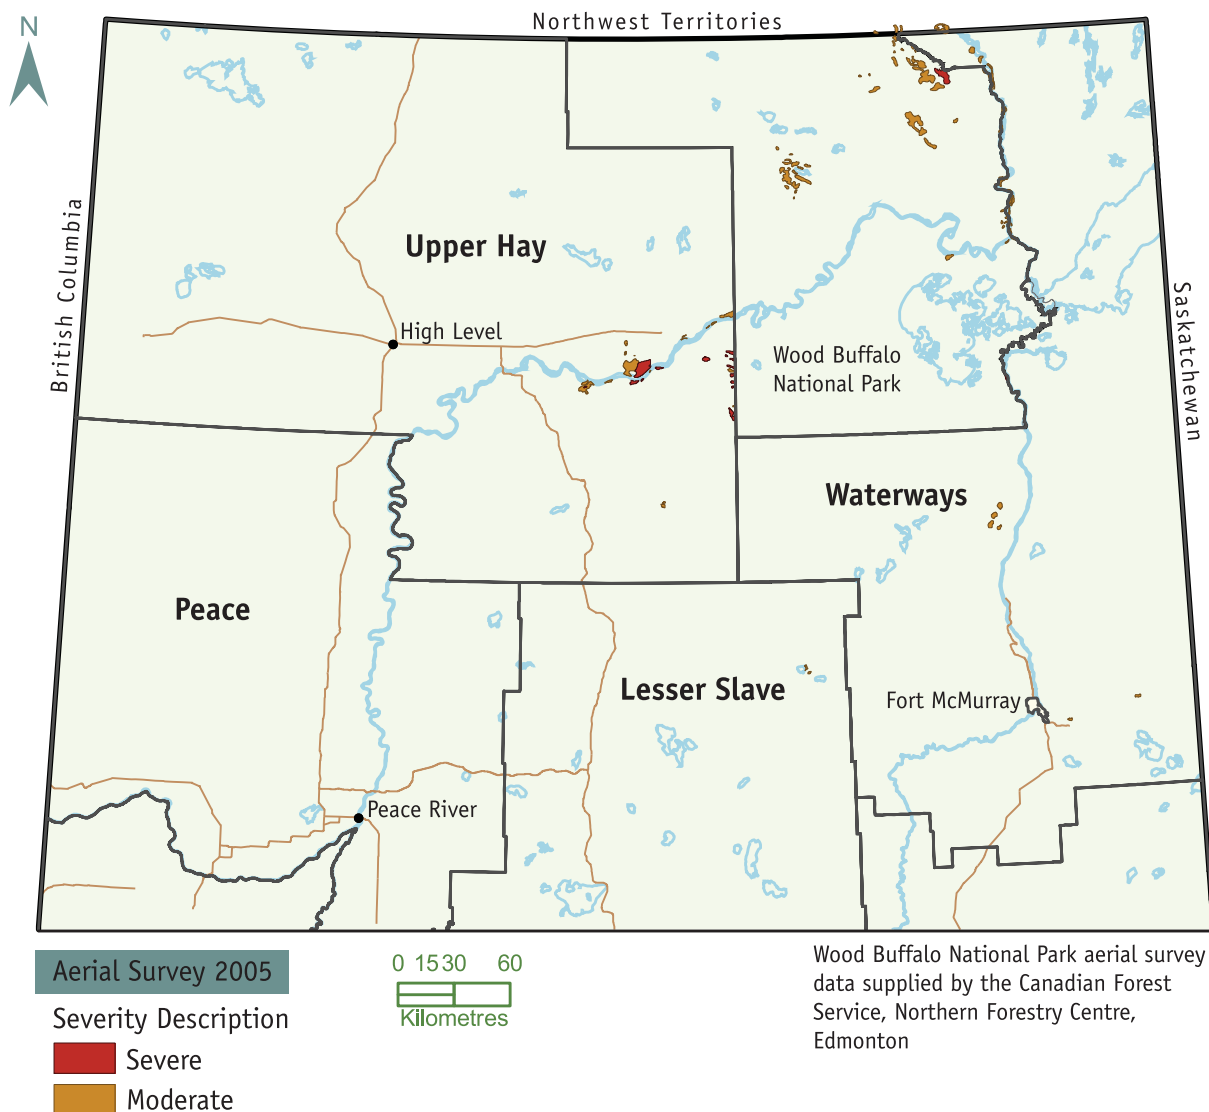 Northwest Territories
N
British Columbia
Upper Hay
High Level
Wood Buffalo
National Park
Saskatchewan
Waterways
Peace
Lesser Slave
Fort McMurray
Peace River
Aerial Survey 2005
Severity Description
Severe
Moderate
0 15 30 60
Kilometres
Wood Buffalo National Park aerial survey
data supplied by the Canadian Forest
Service, Northern Forestry Centre,
Edmonton